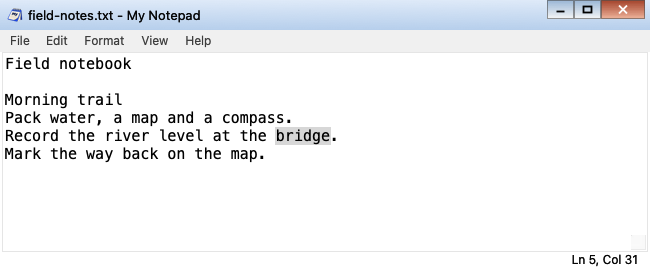 field-notes.txt - My Notepad
File Edit Format View Help
Field notebook

Morning trail
Pack water, a map and a compass.
Record the river level at the bridge.
Mark the way back on the map.
Ln 5, Col 31